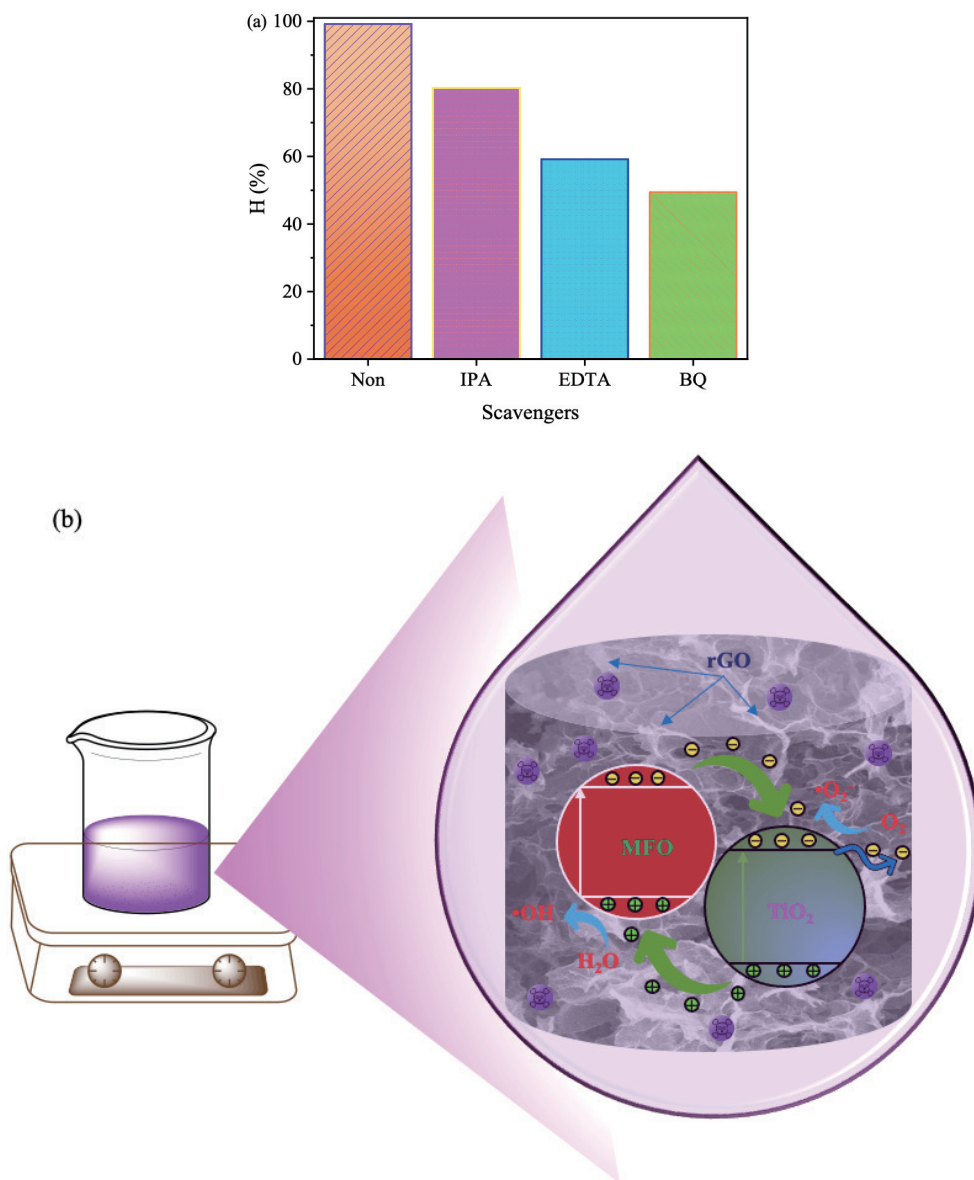 (a)
100
80
60
40
20
0
H (%)
Non IPA EDTA BQ
Scavengers
(b)
rGO
•O₂
O₂
MFO
TiO₂
•OH
H₂O